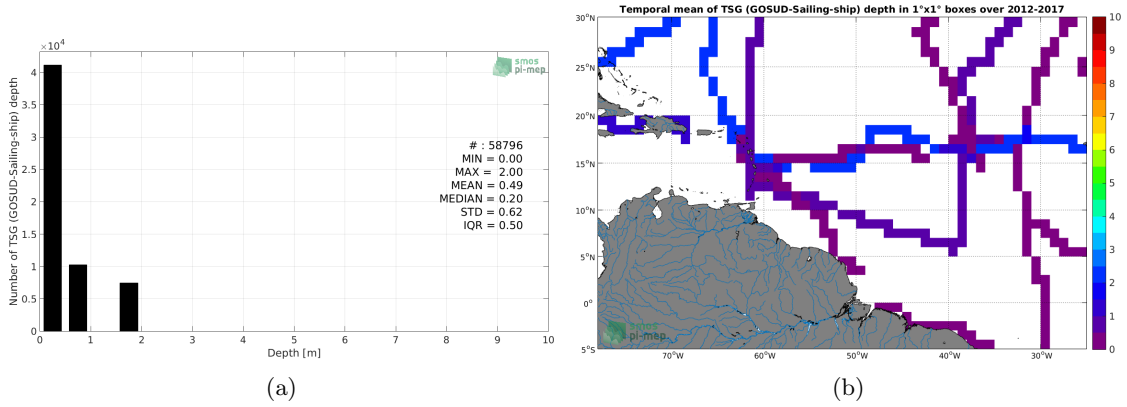 ×10⁴
4
3.5
3
2.5
2
1.5
1
0.5
0
0 1 2 3 4 5 6 7 8 9 10
Number of TSG (GOSUD-Sailing-ship) depth
Depth [m]
smos
pi-mep
# : 58796
MIN = 0.00
MAX = 2.00
MEAN = 0.49
MEDIAN = 0.20
STD = 0.62
IQR = 0.50
(a)
Temporal mean of TSG (GOSUD-Sailing-ship) depth in 1°x1° boxes over 2012-2017
30°N
25°N
20°N
15°N
10°N
5°N
0°
5°S
70°W 60°W 50°W 40°W 30°W
smos
pi-mep
10
9
8
7
6
5
4
3
2
1
0
(b)